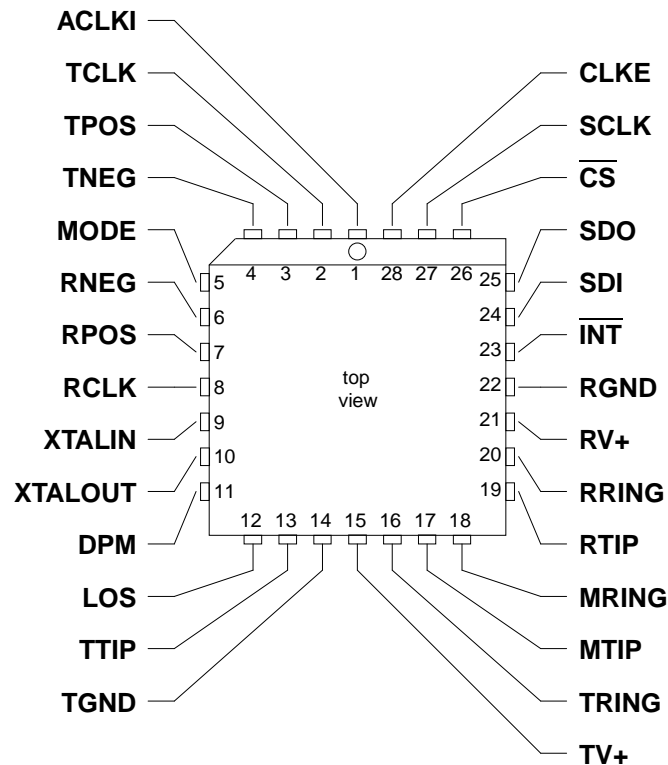 ACLKI
TCLK
TPOS
TNEG
MODE
RNEG
RPOS
RCLK
XTALIN
XTALOUT
DPM
LOS
TTIP
TGND
CLKE
SCLK
CS
SDO
SDI
INT
RGND
RV+
RRING
RTIP
MRING
MTIP
TRING
TV+
4 3 2 1 28 27 26
5
6
7
8
9
10
11
25
24
23
22
21
20
19
top
view
12 13 14 15 16 17 18